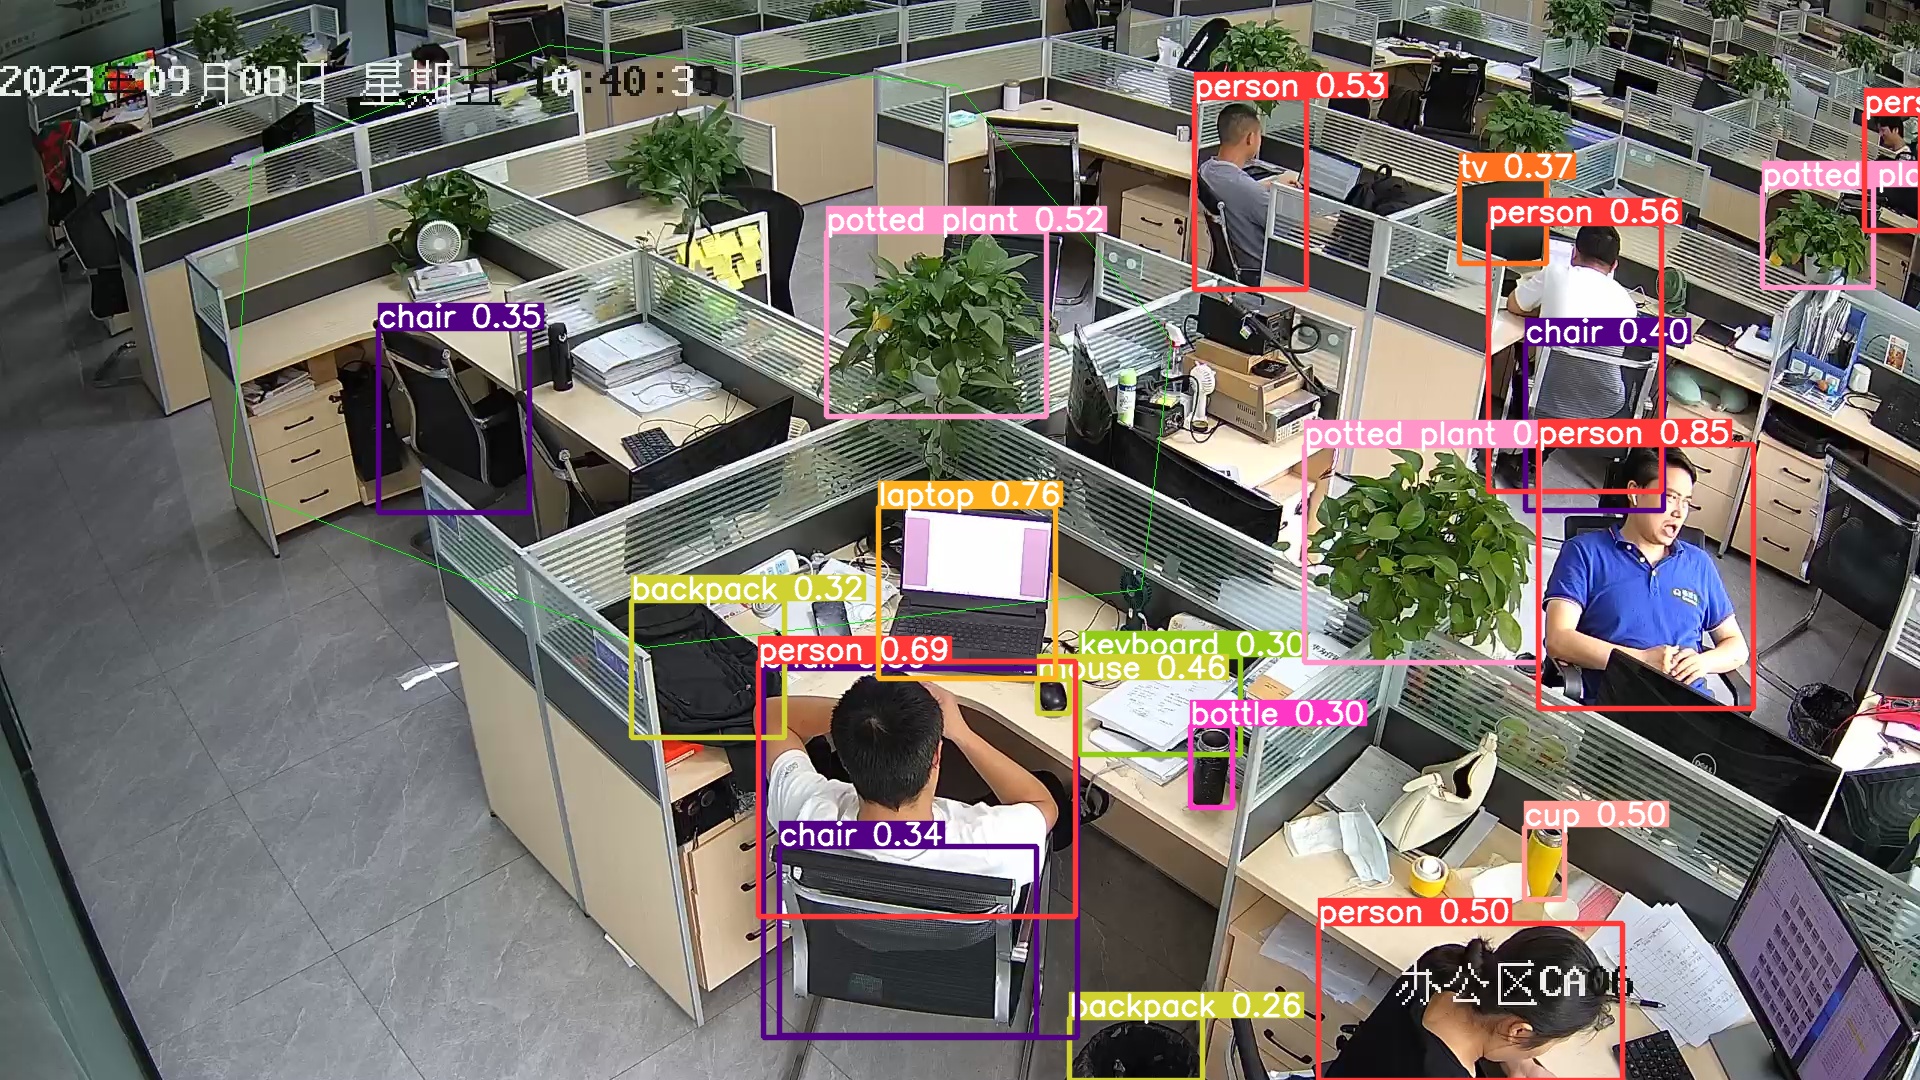 2023年09月08日 星期五 10:40:3
person 0.53
pers
tv 0.37
potted pla
person 0.56
potted plant 0.52
chair 0.35
chair 0.40
potted plant 0.
person 0.85
laptop 0.76
backpack 0.32
keyboard 0.30
person 0.69
mouse 0.46
bottle 0.30
cup 0.50
chair 0.34
person 0.50
办公区CA06
backpack 0.26
DELL